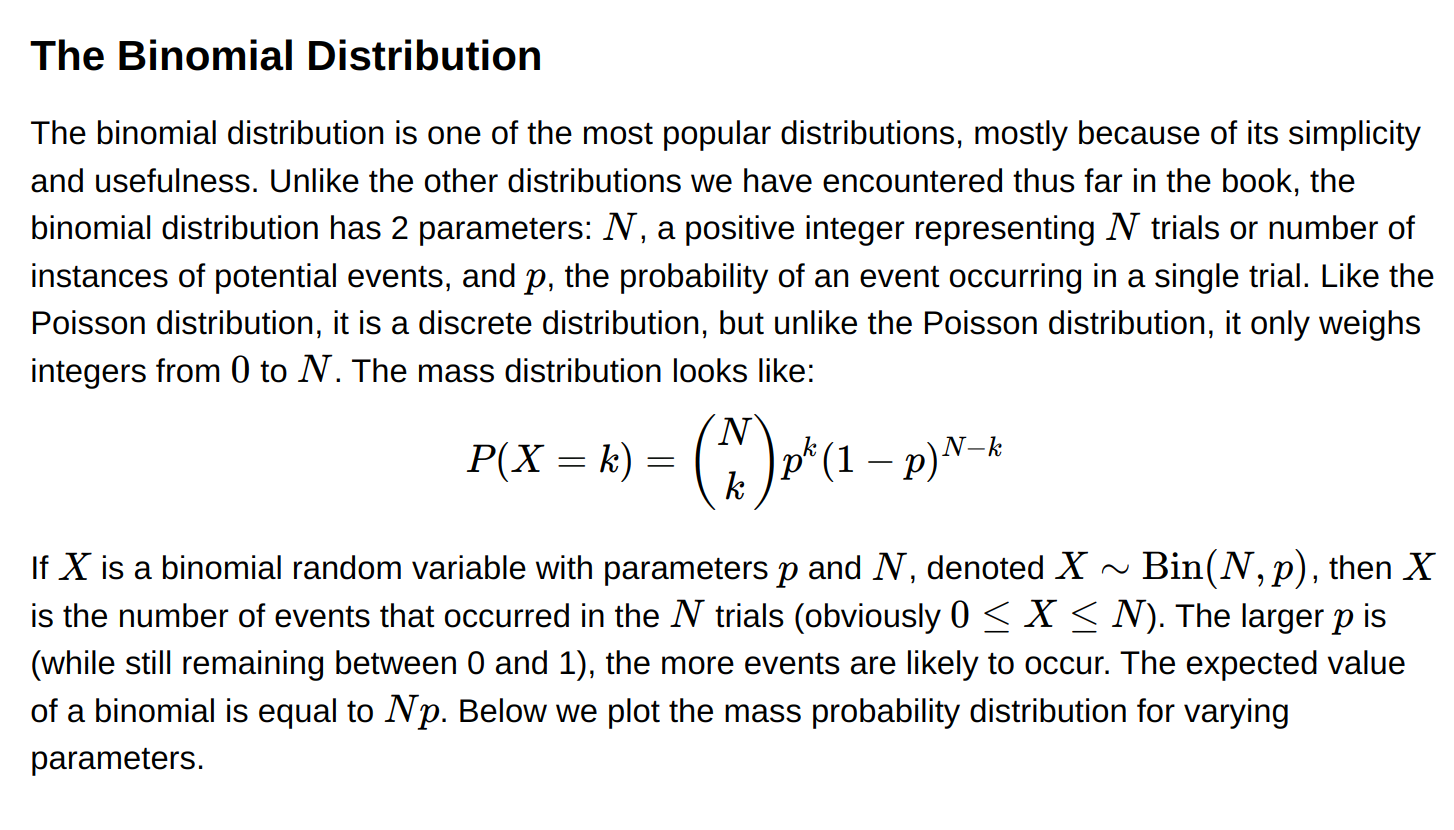 The Binomial Distribution
The binomial distribution is one of the most popular distributions, mostly because of its simplicity
and usefulness. Unlike the other distributions we have encountered thus far in the book, the
binomial distribution has 2 parameters: N, a positive integer representing N trials or number of
instances of potential events, and p, the probability of an event occurring in a single trial. Like the
Poisson distribution, it is a discrete distribution, but unlike the Poisson distribution, it only weighs
integers from 0 to N. The mass distribution looks like:
P(X = k) = \binom{N}{k} p^k (1 − p)^{N−k}
If X is a binomial random variable with parameters p and N, denoted X ∼ Bin(N, p), then X
is the number of events that occurred in the N trials (obviously 0 ≤ X ≤ N). The larger p is
(while still remaining between 0 and 1), the more events are likely to occur. The expected value
of a binomial is equal to Np. Below we plot the mass probability distribution for varying
parameters.